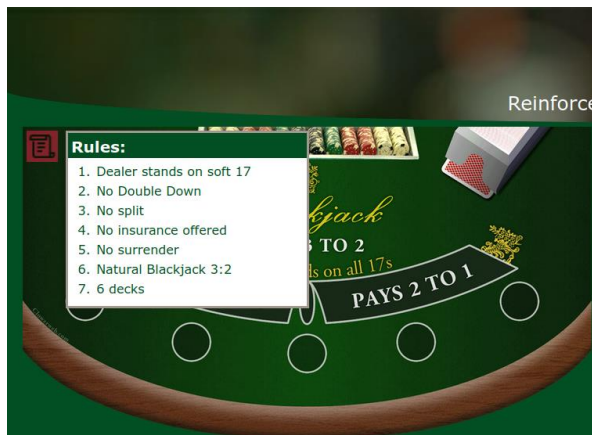 Reinforce
Rules:
1. Dealer stands on soft 17
2. No Double Down
3. No split
4. No insurance offered
5. No surrender
6. Natural Blackjack 3:2
7. 6 decks
kjack
3 TO 2
ds on all 17s
PAYS 2 TO 1